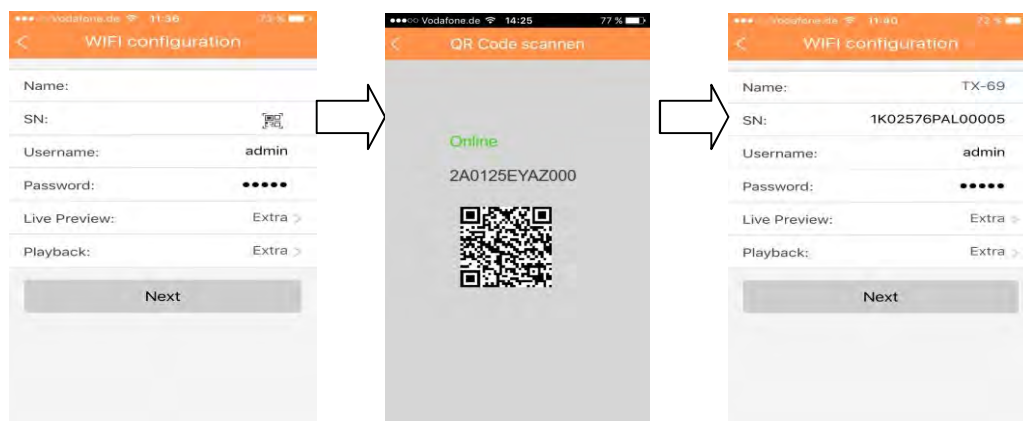 ●●●○○ Vodafone.de 11:36 73 %
< WIFI configuration
Name:
SN:
Username: admin
Password: ●●●●●
Live Preview: Extra >
Playback: Extra >
Next
●●●○○ Vodafone.de 14:25 77 %
< QR Code scannen
Online
2A0125EYAZ000
Vodafone.de 11:40 72 %
< WIFI configuration
Name: TX-69
SN: 1K02576PAL00005
Username: admin
Password: ●●●●●
Live Preview: Extra >
Playback: Extra >
Next